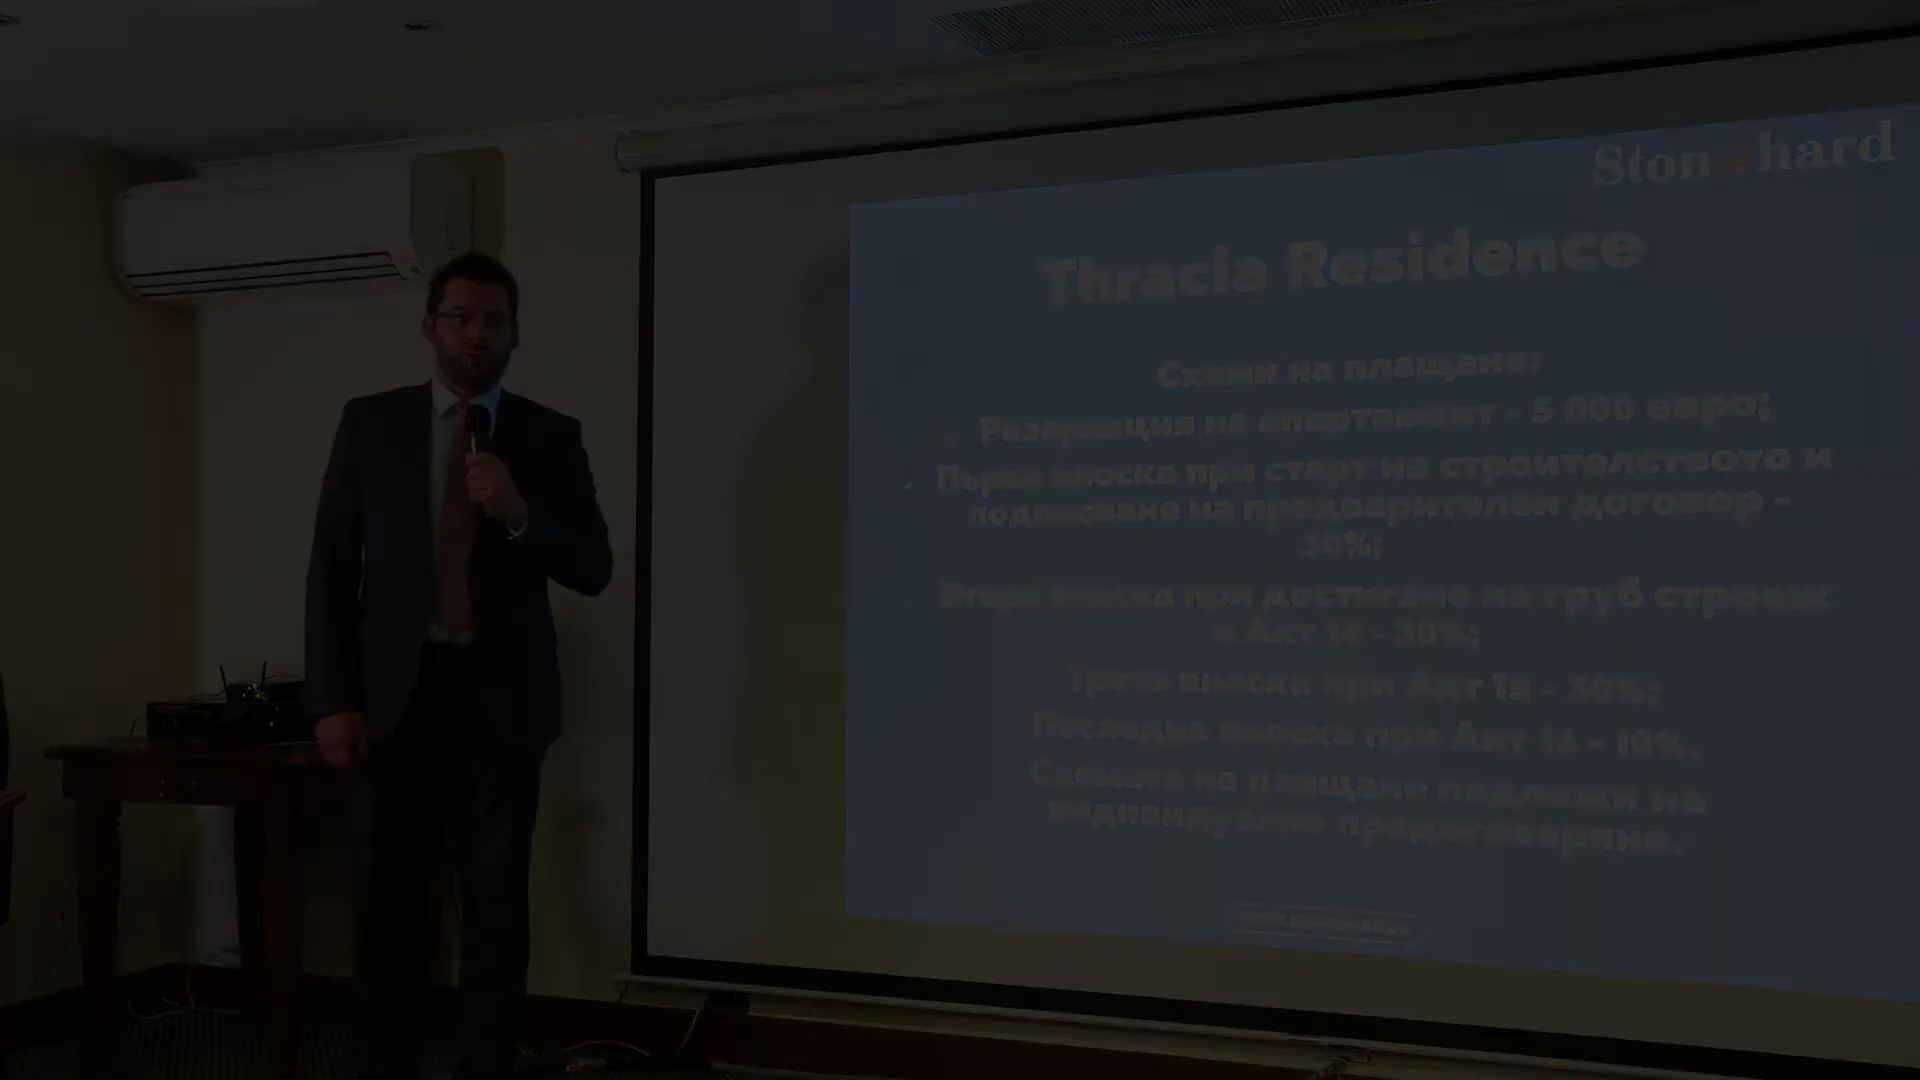 Stonehard
Thracia Residence
Схеми на плащане:
Резервация на апартамент - 5 000 евро;
Първа вноска при старт на строителството и
подписване на предварителен договор -
30%;
Втора вноска при достигане на груб строеж
и Акт 14 - 30%;
Трета вноска при Акт 15 - 30%;
Последна вноска при Акт 16 - 10%.
Схемата на плащане подлежи на
индивидуално предоговаряне.